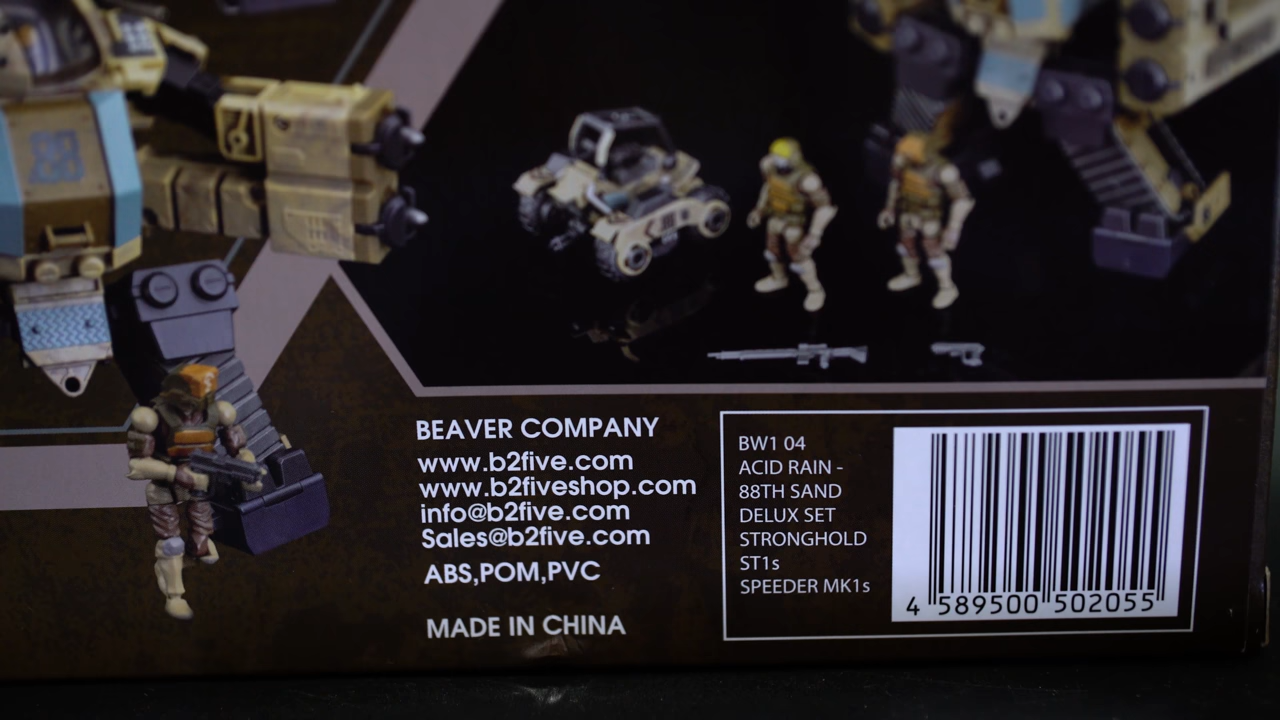 88
BEAVER COMPANY
www.b2five.com
www.b2fiveshop.com
info@b2five.com
Sales@b2five.com
ABS,POM,PVC
MADE IN CHINA
BW1 04
ACID RAIN -
88TH SAND
DELUX SET
STRONGHOLD
ST1s
SPEEDER MK1s
4 589500 502055